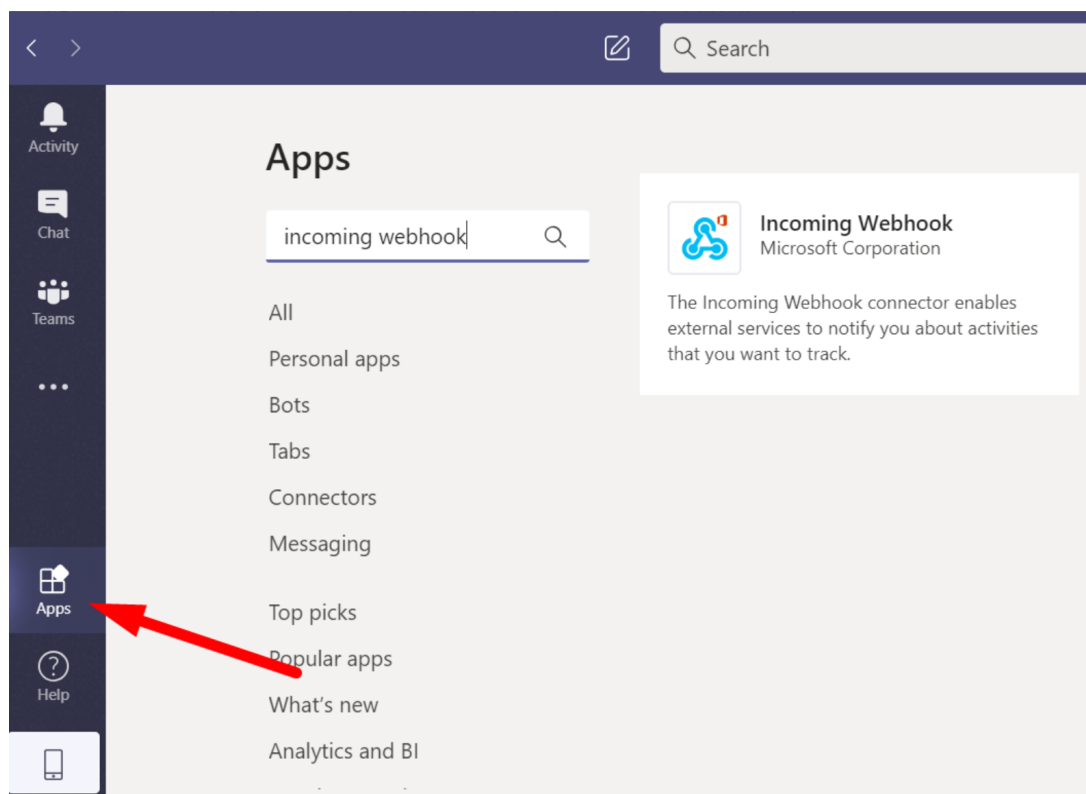 Search
Activity
Chat
Teams
Apps
Help
Apps
incoming webhook
All
Personal apps
Bots
Tabs
Connectors
Messaging
Top picks
Popular apps
What's new
Analytics and BI
Incoming Webhook
Microsoft Corporation
The Incoming Webhook connector enables
external services to notify you about activities
that you want to track.